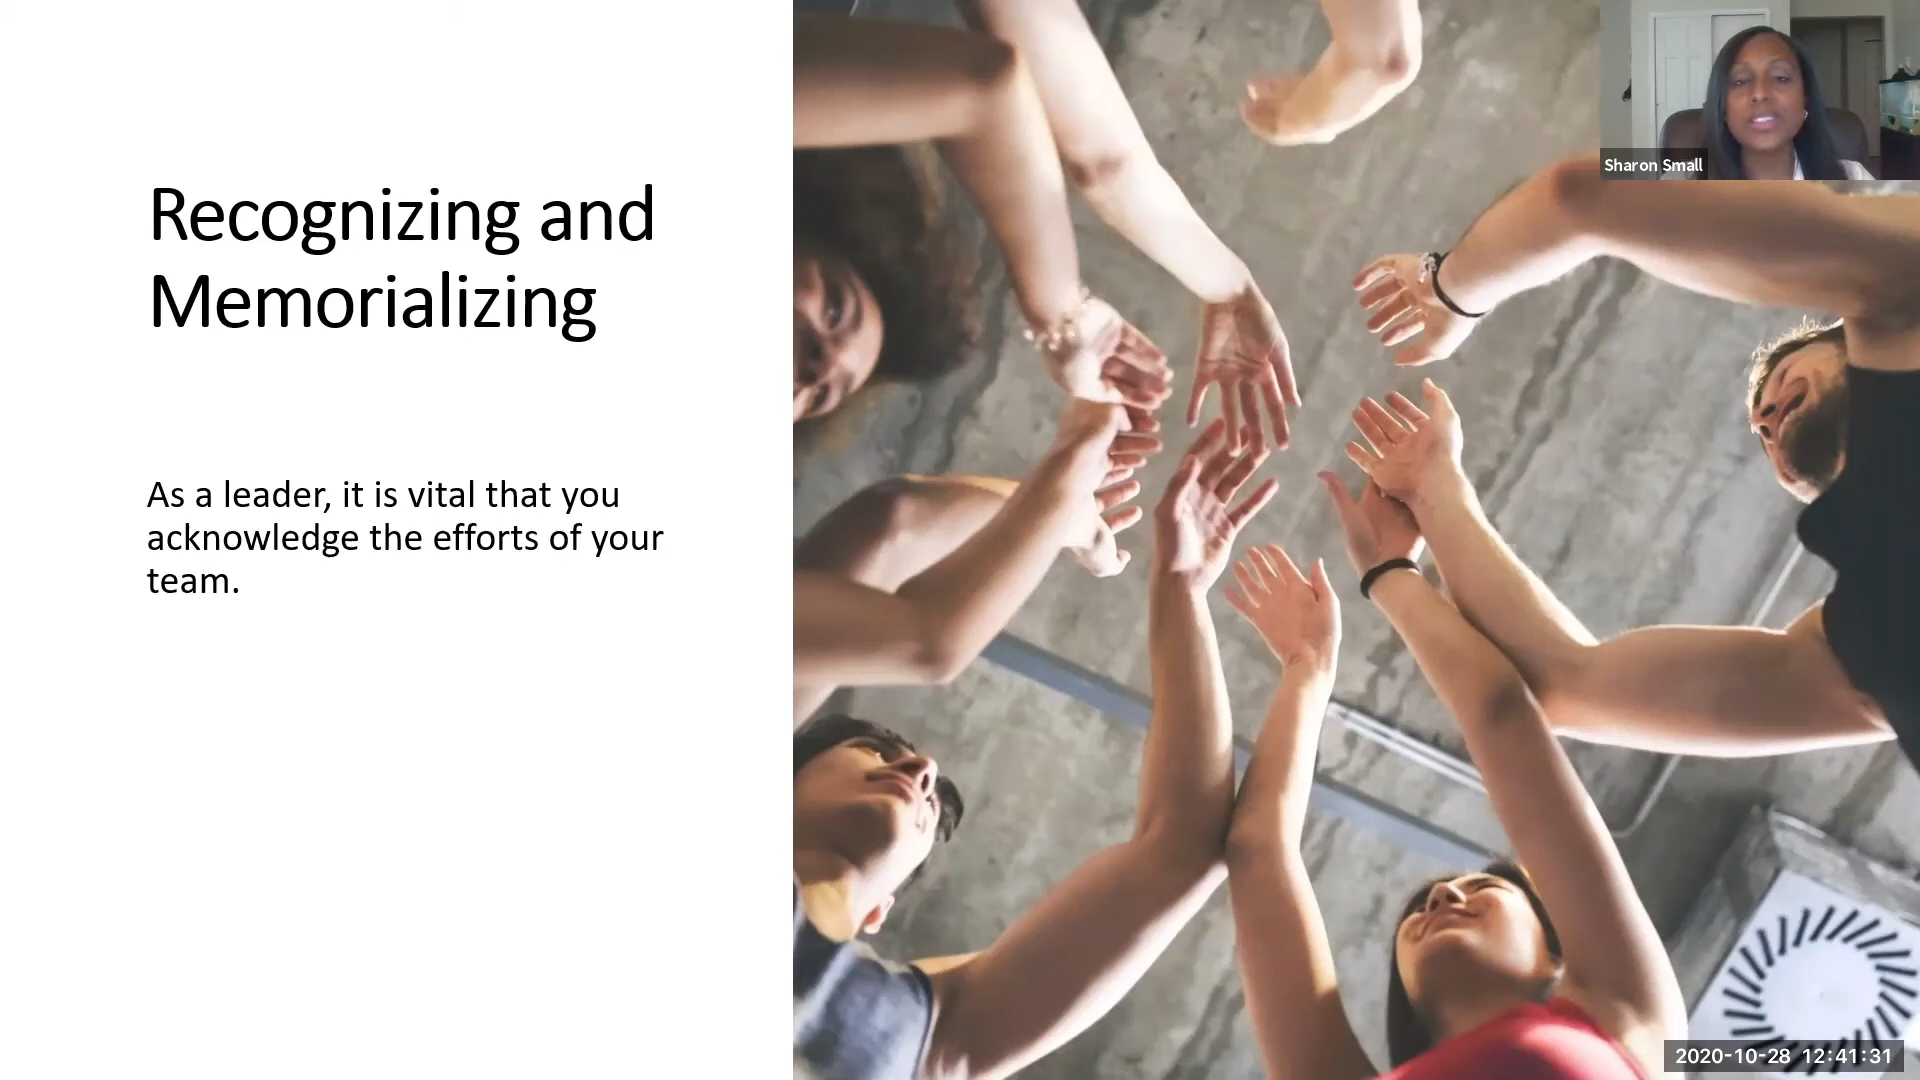 Recognizing and
Memorializing
As a leader, it is vital that you
acknowledge the efforts of your
team.
Sharon Small
2020-10-28 12:41:31